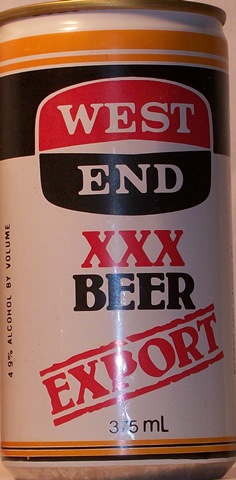 WEST
END
XXX
BEER
EXPORT
375 mL
4.9% ALCOHOL BY VOLUME